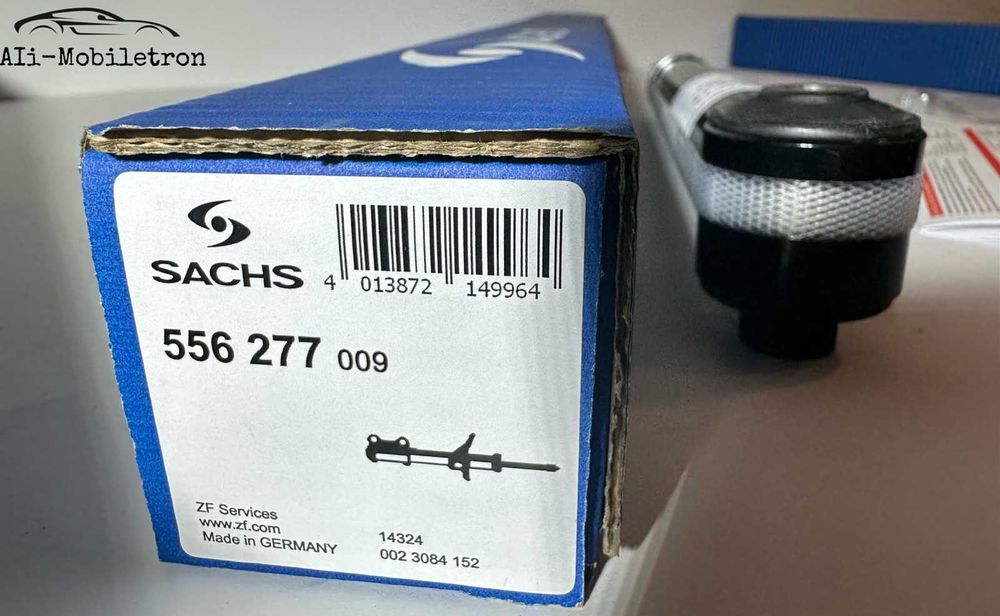 AIi-Mobiletron
SACHS
4 013872 149964
556 277 009
ZF Services
www.zf.com
Made in GERMANY
14324
002 3084 152